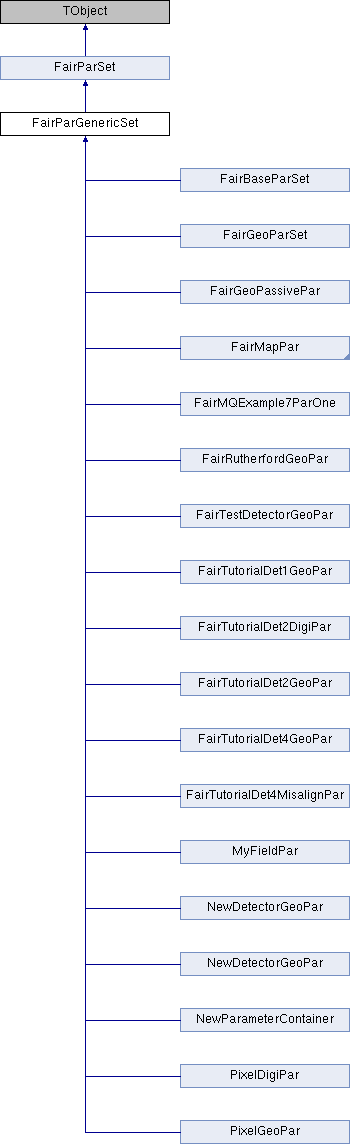 TObject
FairParSet
FairParGenericSet
FairBaseParSet
FairGeoParSet
FairGeoPassivePar
FairMapPar
FairMQExample7ParOne
FairRutherfordGeoPar
FairTestDetectorGeoPar
FairTutorialDet1GeoPar
FairTutorialDet2DigiPar
FairTutorialDet2GeoPar
FairTutorialDet4GeoPar
FairTutorialDet4MisalignPar
MyFieldPar
NewDetectorGeoPar
NewDetectorGeoPar
NewParameterContainer
PixelDigiPar
PixelGeoPar